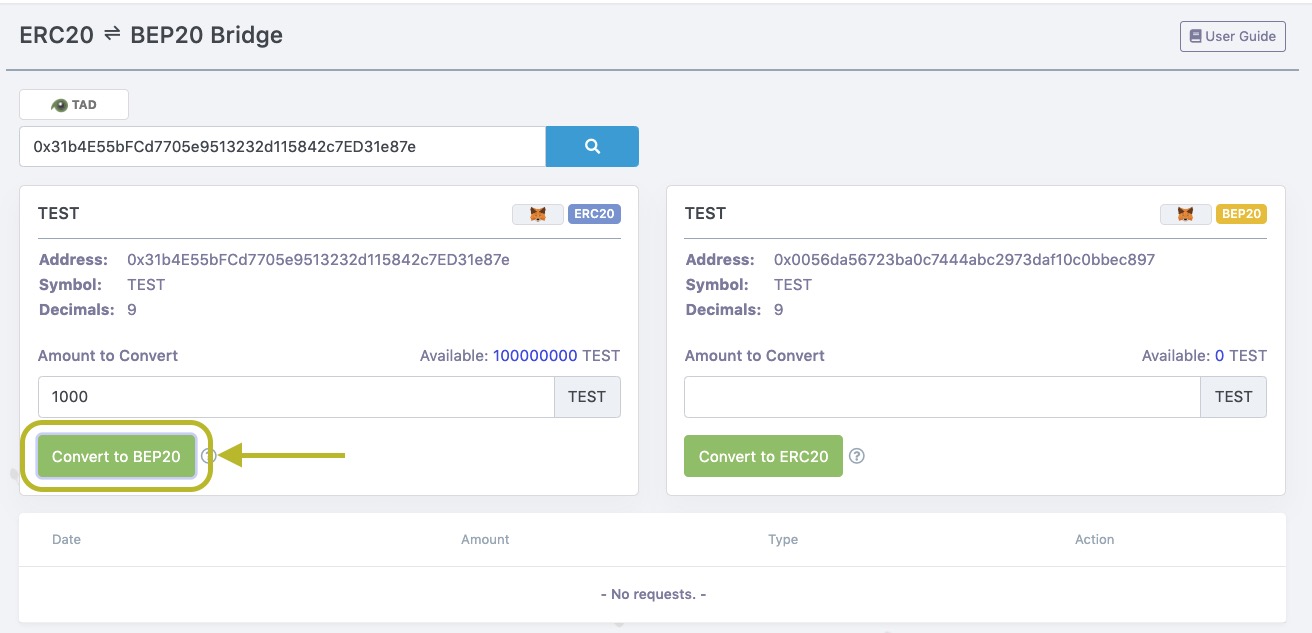 ERC20 ⇌ BEP20 Bridge
User Guide
TAD
0x31b4E55bFCd7705e9513232d115842c7ED31e87e
TEST
ERC20
Address: 0x31b4E55bFCd7705e9513232d115842c7ED31e87e
Symbol: TEST
Decimals: 9
Amount to Convert
Available: 100000000 TEST
1000
TEST
Convert to BEP20
?
TEST
BEP20
Address: 0x0056da56723ba0c7444abc2973daf10c0bbec897
Symbol: TEST
Decimals: 9
Amount to Convert
Available: 0 TEST
TEST
Convert to ERC20
?
Date Amount Type Action
- No requests. -